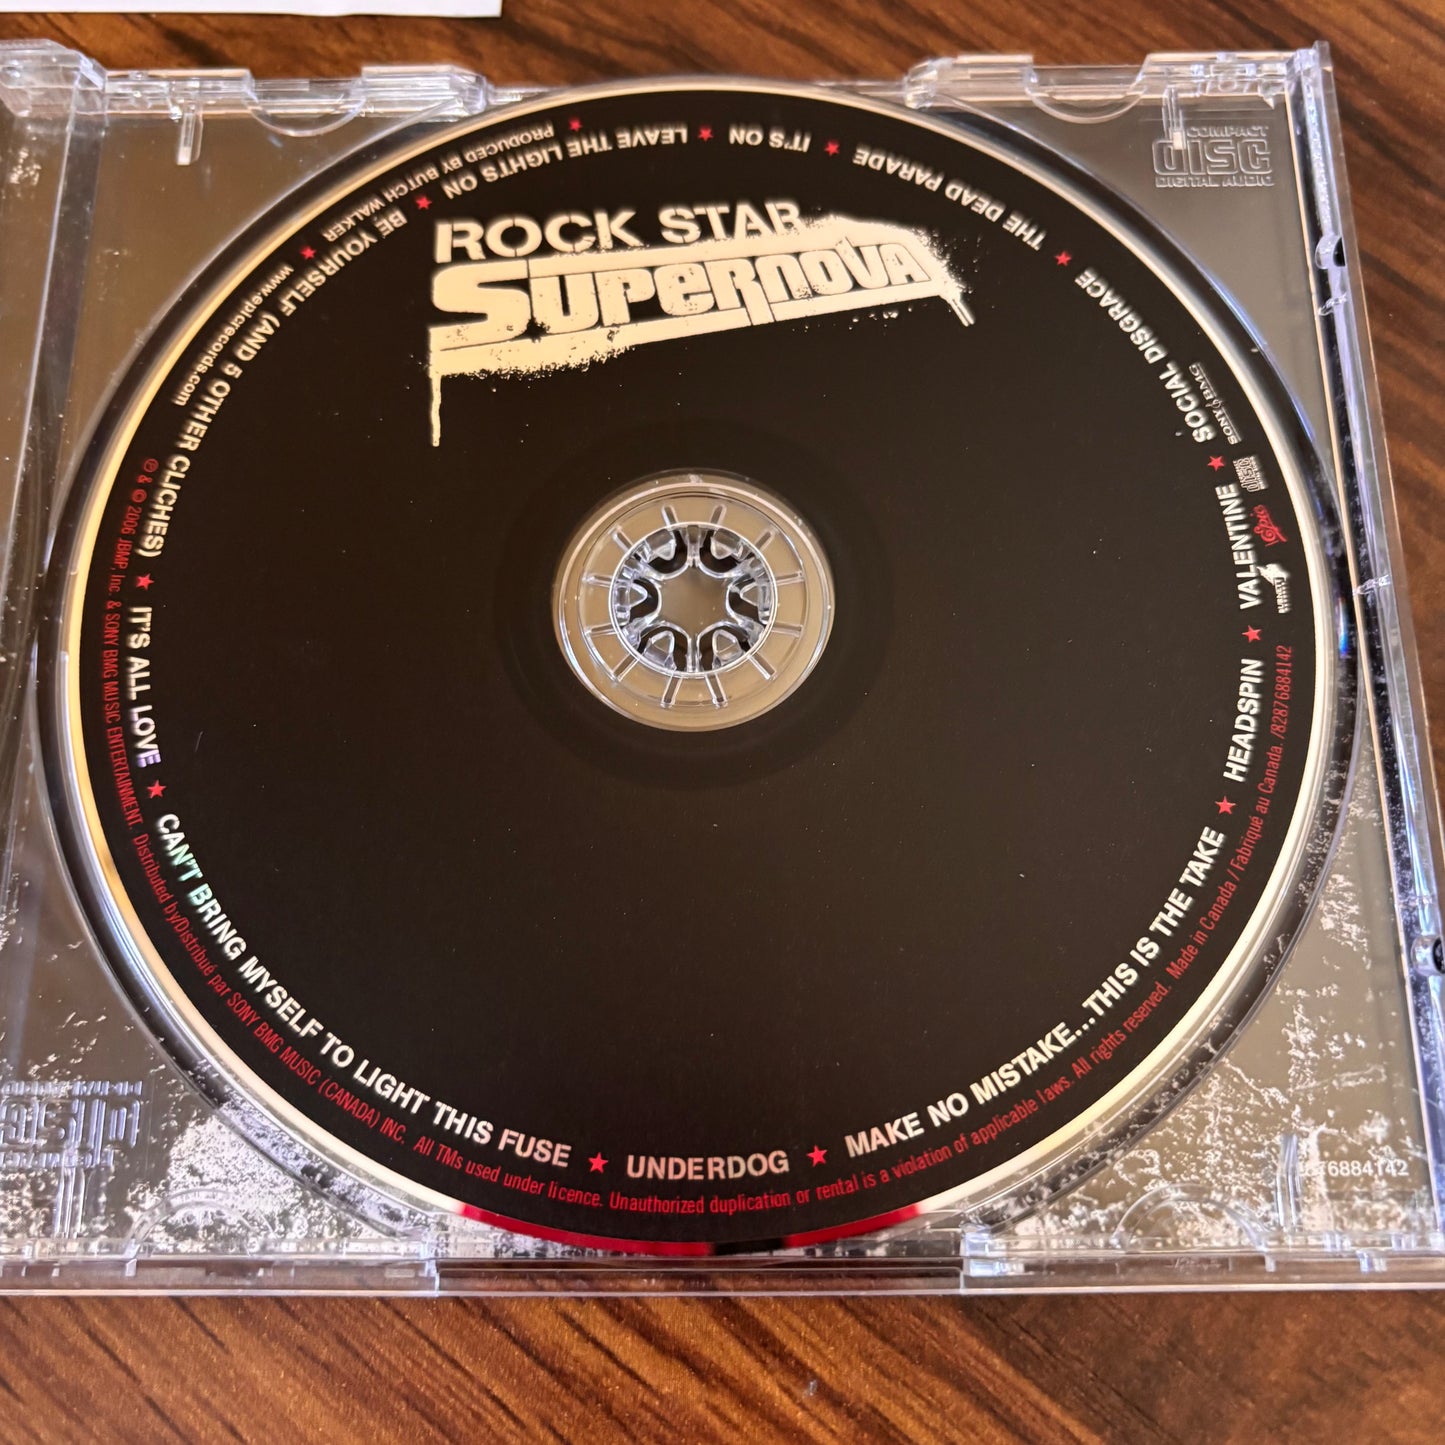 ROCK STAR
SUPERNOVA
IT'S ON ★ LEAVE THE LIGHTS ON ★ BE YOURSELF (AND 5 OTHER CLICHES) ★ IT'S ALL LOVE ★ CAN'T BRING MYSELF TO LIGHT THIS FUSE ★ UNDERDOG ★ MAKE NO MISTAKE...THIS IS THE TAKE ★ HEADSPIN ★ VALENTINE ★ SOCIAL DISGRACE ★ THE DEAD PARADE ★
★ PRODUCED BY BUTCH WALKER ★
www.epicrecords.com
℗ & © 2006 JBMP, Inc. & SONY BMG MUSIC ENTERTAINMENT. Distributed by/Distribué par SONY BMG MUSIC (CANADA) INC. All TMs used under licence. Unauthorized duplication or rental is a violation of applicable laws. All rights reserved. Made in Canada / Fabriqué au Canada. /82876884142
Epic
SONY BMG
COMPACT
DISC
DIGITAL AUDIO
76884142